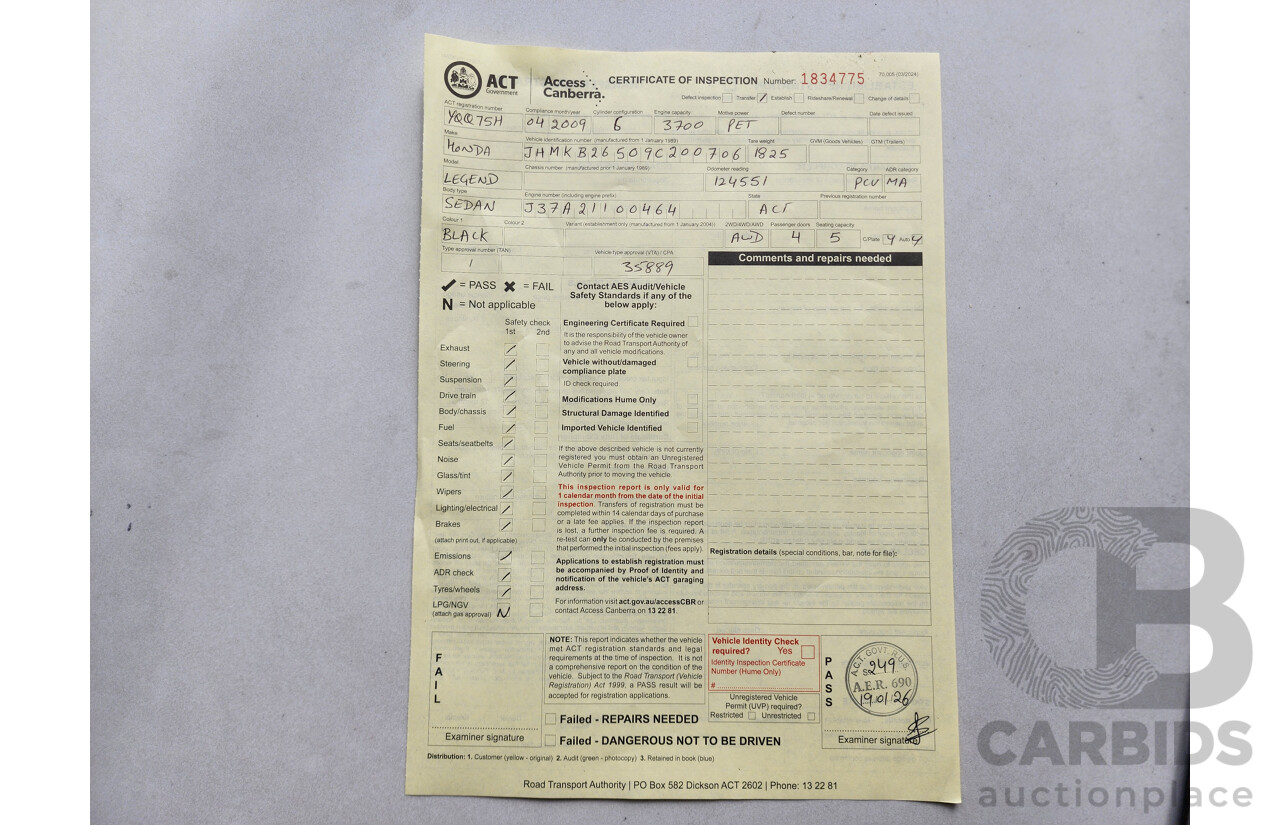 ACT Government
Access Canberra.
CERTIFICATE OF INSPECTION Number: 1834775
70.008 (03/2024)
Defect inspection Transfer / Establish Rideshare/Renewal Change of details
ACT registration number Compliance month/year Cylinder configuration Engine capacity Motive power Defect number Date defect issued
YQQ75H 04 2009 6 3700 PET
Make Vehicle identification number (manufactured from 1 January 1989) Tare weight GVM (Goods Vehicles) GTM (Trailers)
HONDA JHMKB26509C200706 1825
Model Chassis number (manufactured prior 1 January 1989) Odometer reading Category ADR category
LEGEND 124551 PCV MA
Body type Engine number (including engine prefix) State Previous registration number
SEDAN J37A21100464 ACT
Colour 1 Colour 2 Variant (establishment only (manufactured from 1 January 2004)) 2WD/4WD/AWD Passenger doors Seating capacity
BLACK AWD 4 5 C/Plate Y Auto Y
Type approval number (TAN) Vehicle type approval (VTA) / CPA
/ 35889
Comments and repairs needed
✓ = PASS ✖ = FAIL
N = Not applicable
Safety check
1st 2nd
Exhaust /
Steering /
Suspension /
Drive train /
Body/chassis /
Fuel /
Seats/seatbelts /
Noise /
Glass/tint /
Wipers /
Lighting/electrical /
Brakes /
(attach print out, if applicable)
Emissions /
ADR check /
Tyres/wheels /
LPG/NGV
(attach gas approval) N
Contact AES Audit/Vehicle
Safety Standards if any of the
below apply:
Engineering Certificate Required
It is the responsibility of the vehicle owner
to advise the Road Transport Authority of
any and all vehicle modifications.
Vehicle without/damaged
compliance plate
ID check required
Modifications Hume Only
Structural Damage Identified
Imported Vehicle Identified
If the above described vehicle is not currently
registered you must obtain an Unregistered
Vehicle Permit from the Road Transport
Authority prior to moving the vehicle.
This inspection report is only valid for
1 calendar month from the date of the initial
inspection. Transfers of registration must be
completed within 14 calendar days of purchase
or a late fee applies. If the inspection report
is lost, a further inspection fee is required. A
re-test can only be conducted by the premises
that performed the initial inspection (fees apply)
Applications to establish registration must
be accompanied by Proof of Identity and
notification of the vehicle's ACT garaging
address.
For information visit act.gov.au/accessCBR or
contact Access Canberra on 13 22 81.
Registration details (special conditions, bar, note for file):
FAIL
Examiner signature
NOTE: This report indicates whether the vehicle
met ACT registration standards and legal
requirements at the time of inspection. It is not
a comprehensive report on the condition of the
vehicle. Subject to the Road Transport (Vehicle
Registration) Act 1999, a PASS result will be
accepted for registration applications.
Failed - REPAIRS NEEDED
Failed - DANGEROUS NOT TO BE DRIVEN
Vehicle Identity Check
required? Yes
Identity Inspection Certificate
Number (Hume Only)
#
Unregistered Vehicle
Permit (UVP) required?
Restricted Unrestricted
PASS
A.C.T. GOVT. R.U.S.
S 249
A.E.R. 690
19/01/26
Examiner signature
Distribution: 1. Customer (yellow - original) 2. Audit (green - photocopy) 3. Retained in book (blue)
Road Transport Authority | PO Box 582 Dickson ACT 2602 | Phone: 13 22 81
CARBIDS
auctionplace